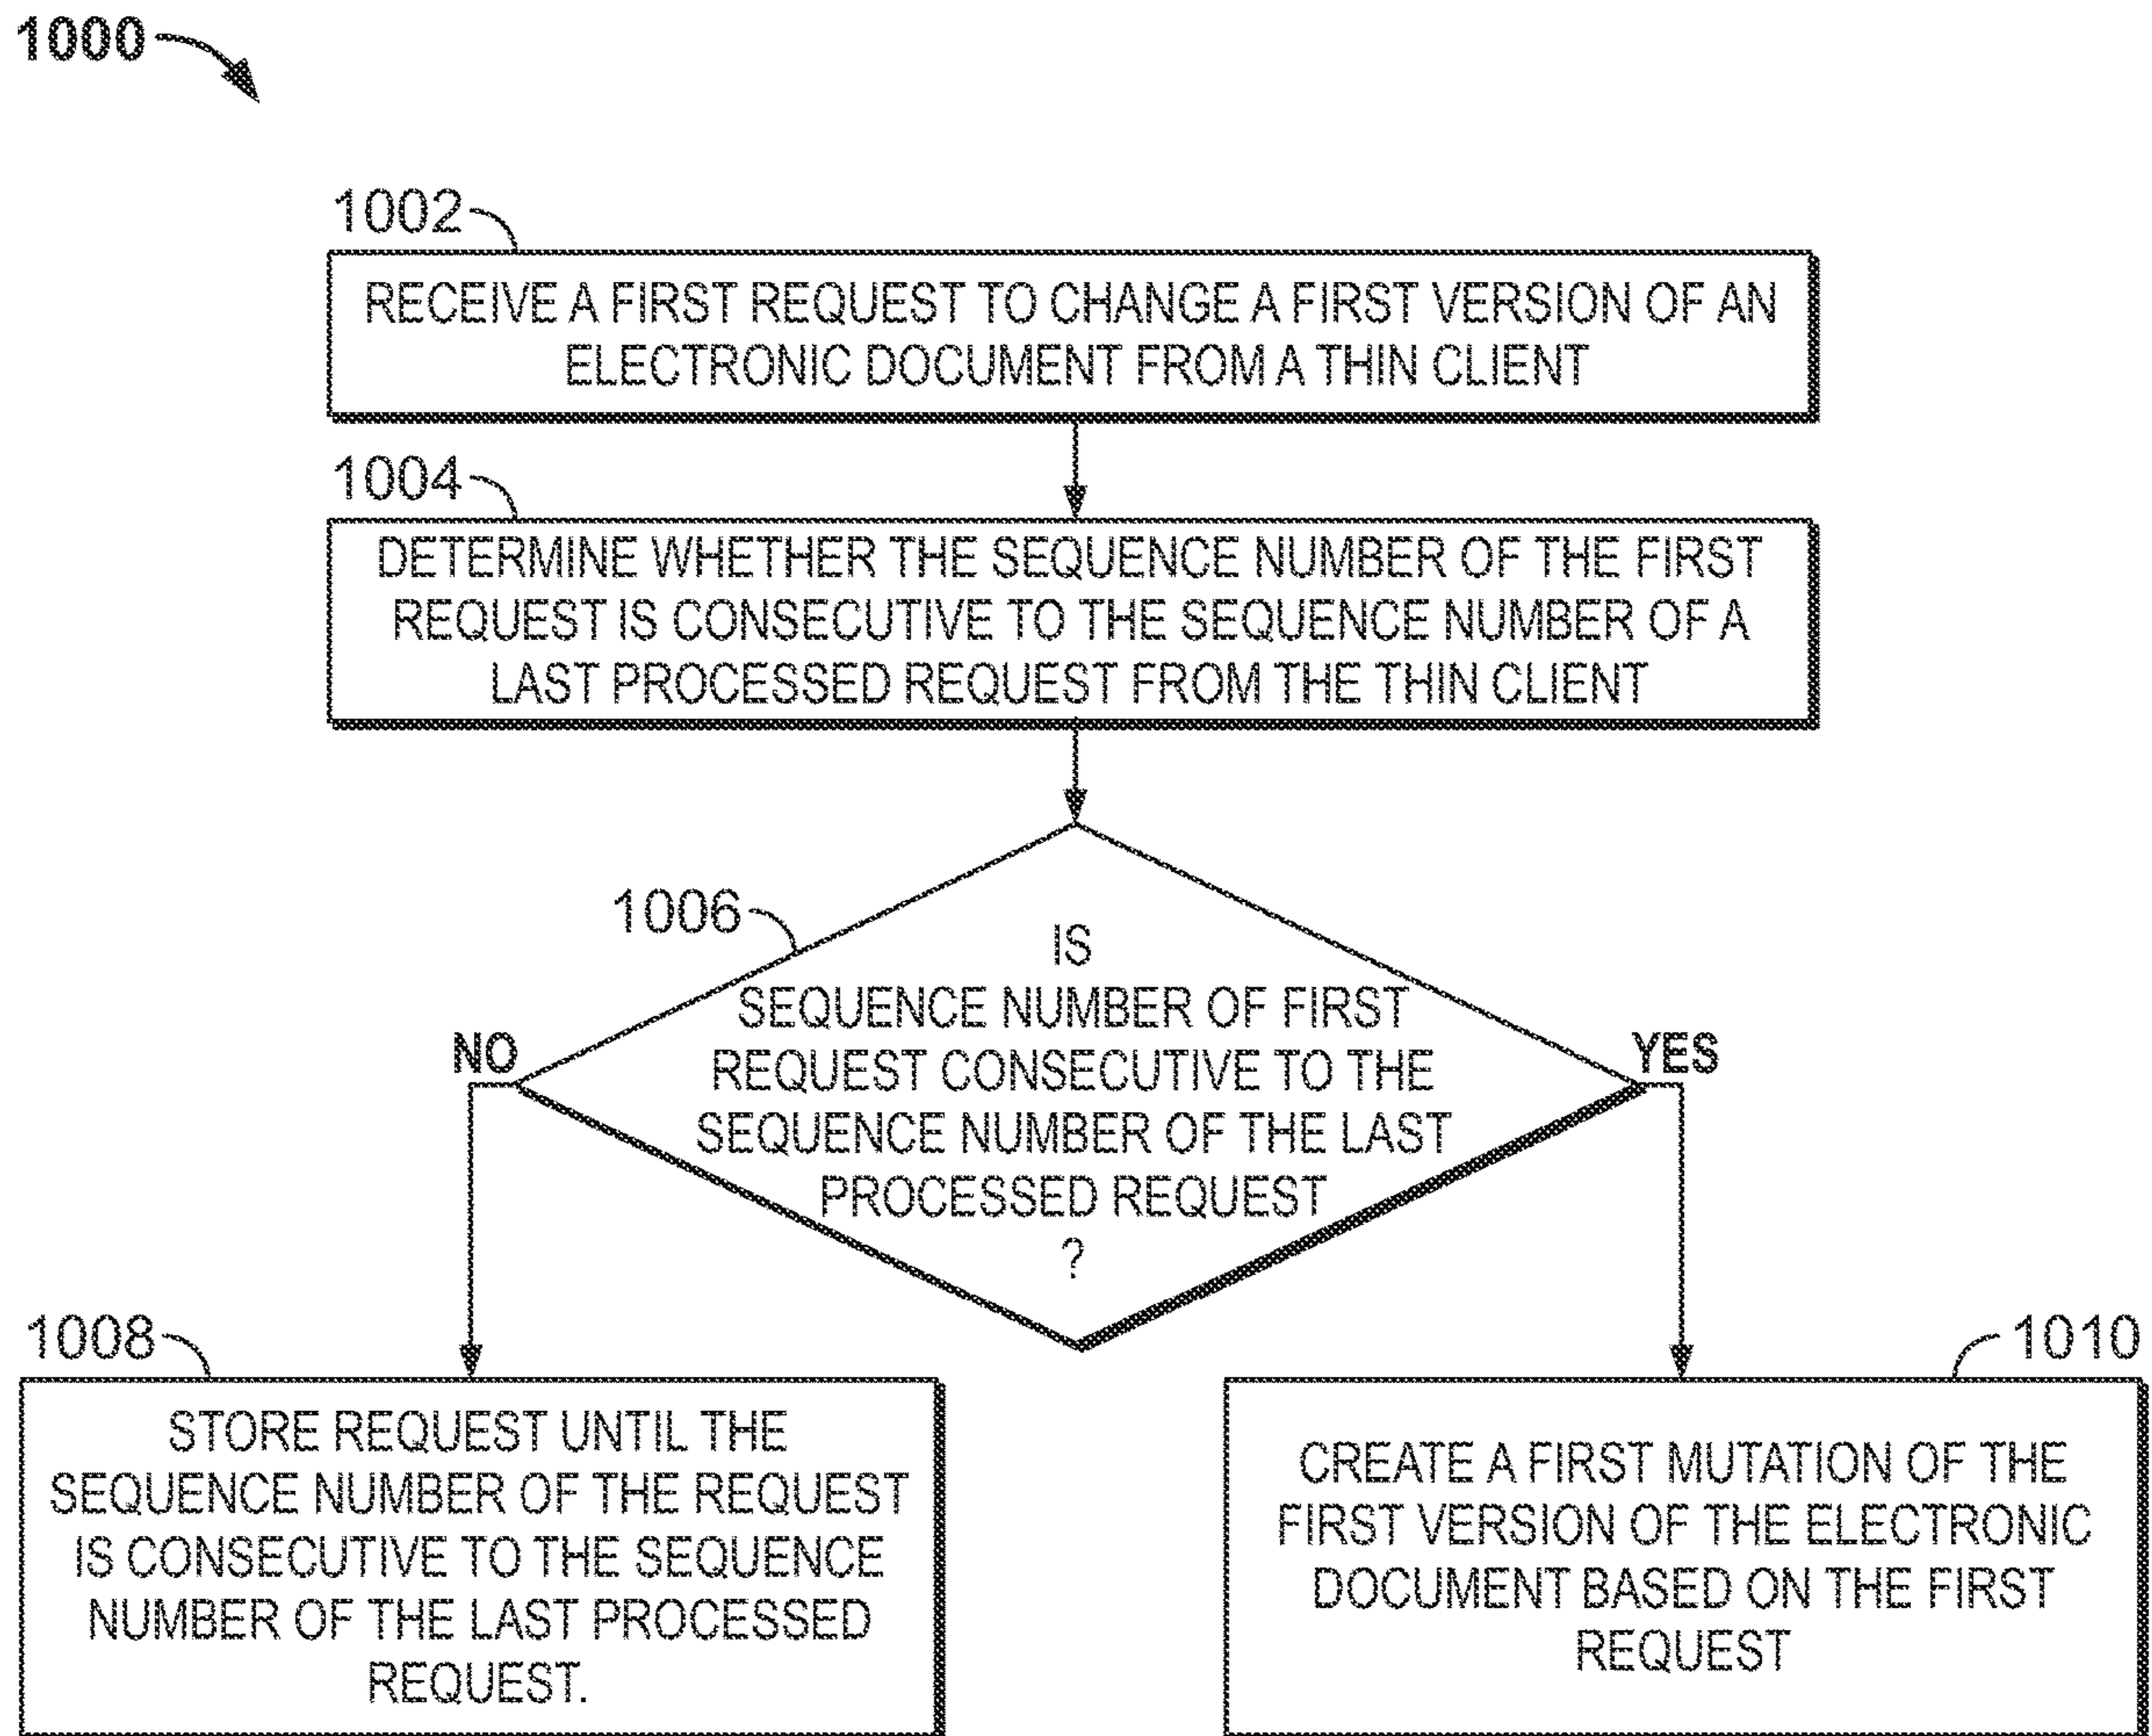 1000
1002
RECEIVE A FIRST REQUEST TO CHANGE A FIRST VERSION OF AN
ELECTRONIC DOCUMENT FROM A THIN CLIENT
1004
DETERMINE WHETHER THE SEQUENCE NUMBER OF THE FIRST
REQUEST IS CONSECUTIVE TO THE SEQUENCE NUMBER OF A
LAST PROCESSED REQUEST FROM THE THIN CLIENT
1006
IS
SEQUENCE NUMBER OF FIRST
REQUEST CONSECUTIVE TO THE
SEQUENCE NUMBER OF THE LAST
PROCESSED REQUEST
?
NO
YES
1008
STORE REQUEST UNTIL THE
SEQUENCE NUMBER OF THE REQUEST
IS CONSECUTIVE TO THE SEQUENCE
NUMBER OF THE LAST PROCESSED
REQUEST.
1010
CREATE A FIRST MUTATION OF THE
FIRST VERSION OF THE ELECTRONIC
DOCUMENT BASED ON THE FIRST
REQUEST